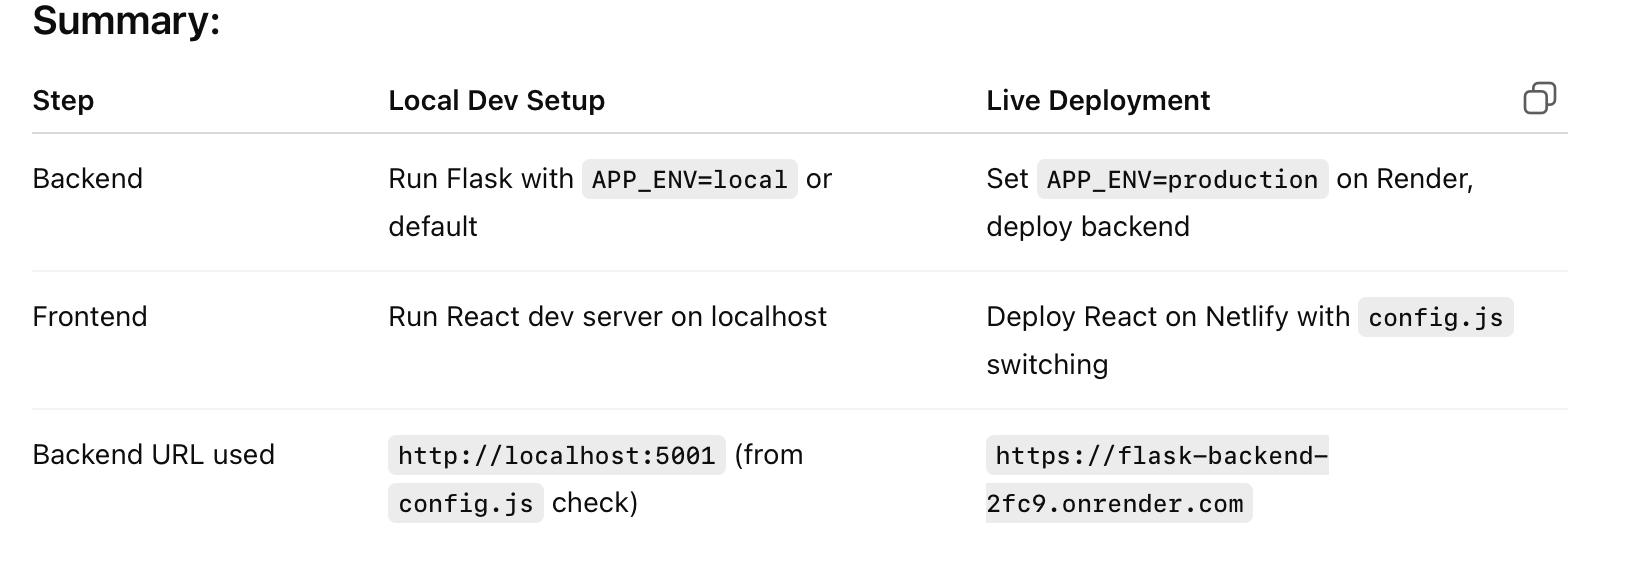 Summary:
Step Local Dev Setup Live Deployment
Backend
Run Flask with APP_ENV=local or
default
Set APP_ENV=production on Render,
deploy backend
Frontend
Run React dev server on localhost
Deploy React on Netlify with config.js
switching
Backend URL used
http://localhost:5001 (from
config.js check)
https://flask-backend-
2fc9.onrender.com